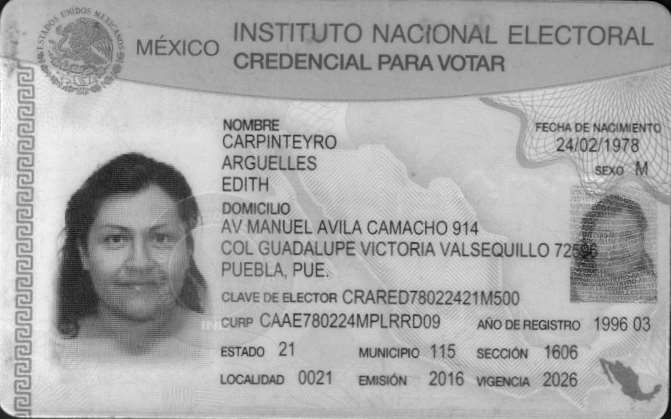 ESTADOS UNIDOS MEXICANOS
MÉXICO INSTITUTO NACIONAL ELECTORAL
CREDENCIAL PARA VOTAR
NOMBRE
CARPINTEYRO
ARGUELLES
EDITH
FECHA DE NACIMIENTO
24/02/1978
SEXO M
DOMICILIO
AV MANUEL AVILA CAMACHO 914
COL GUADALUPE VICTORIA VALSEQUILLO
PUEBLA, PUE.
CLAVE DE ELECTOR CRARED78022421M500
CURP CAAE780224MPLRRD09 AÑO DE REGISTRO 1996 03
ESTADO 21 MUNICIPIO 115 SECCIÓN 1606
LOCALIDAD 0021 EMISIÓN 2016 VIGENCIA 2026